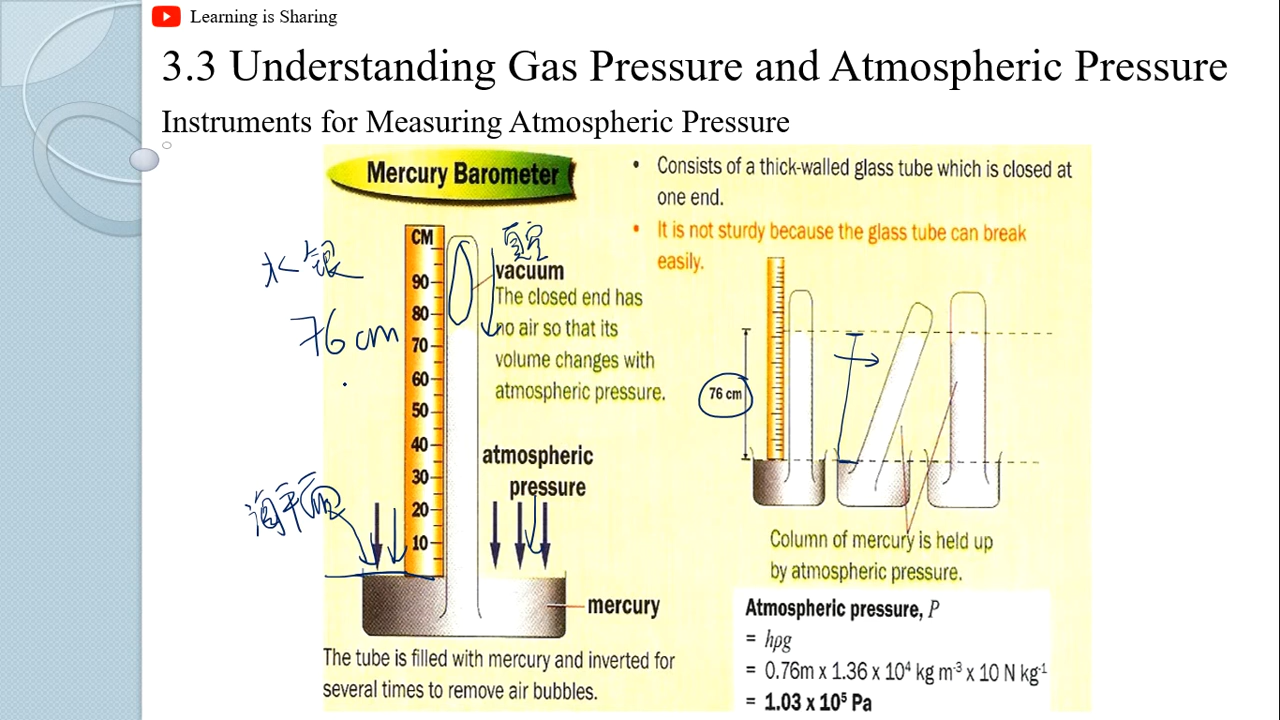 Learning is Sharing
3.3 Understanding Gas Pressure and Atmospheric Pressure
Instruments for Measuring Atmospheric Pressure
Mercury Barometer
CM
90
80
70
60
50
40
30
20
10
水银
76 cm
海平面
真空
vacuum
The closed end has
no air so that its
volume changes with
atmospheric pressure.
atmospheric
pressure
mercury
The tube is filled with mercury and inverted for
several times to remove air bubbles.
• Consists of a thick-walled glass tube which is closed at
one end.
• It is not sturdy because the glass tube can break
easily.
76 cm
Column of mercury is held up
by atmospheric pressure.
Atmospheric pressure, P
= hρg
= 0.76m x 1.36 x 10⁴ kg m⁻³ x 10 N kg⁻¹
= 1.03 x 10⁵ Pa